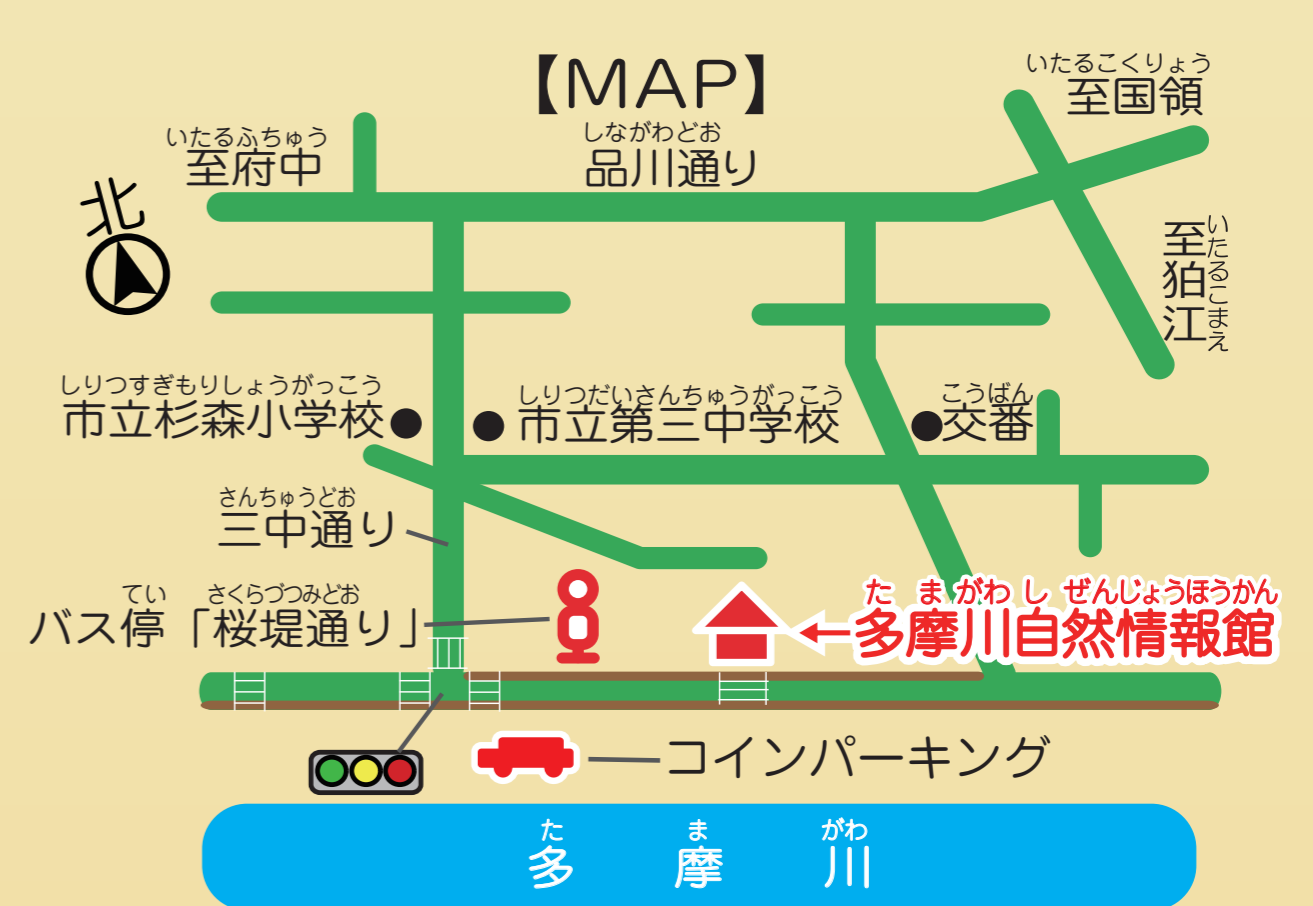 【MAP】
いたるこくりょう
至国領
いたるふちゅう
至府中
しながわどお
品川通り
北
いたるこまえ
至狛江
しりつすぎもりしょうがっこう
市立杉森小学校
しりつだいさんちゅうがっこう
市立第三中学校
こうばん
交番
さんちゅうどお
三中通り
てい さくらづつみどお
バス停「桜堤通り」
た ま がわ し ぜんじょうほうかん
多摩川自然情報館
コインパーキング
た ま がわ
多摩川